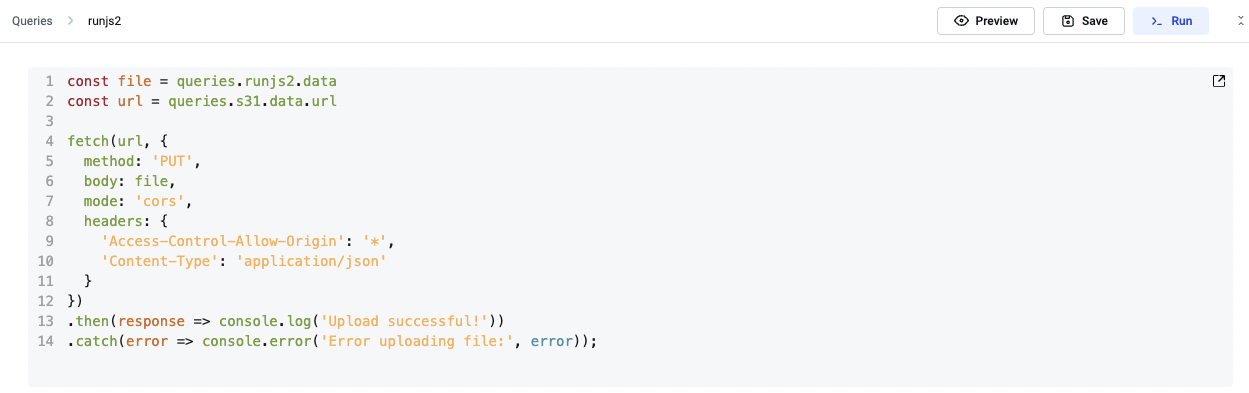 Queries > runjs2
Preview
Save
>_ Run
1 const file = queries.runjs2.data
2 const url = queries.s31.data.url
3
4 fetch(url, {
5   method: 'PUT',
6   body: file,
7   mode: 'cors',
8   headers: {
9     'Access-Control-Allow-Origin': '*',
10     'Content-Type': 'application/json'
11   }
12 })
13 .then(response => console.log('Upload successful!'))
14 .catch(error => console.error('Error uploading file:', error));